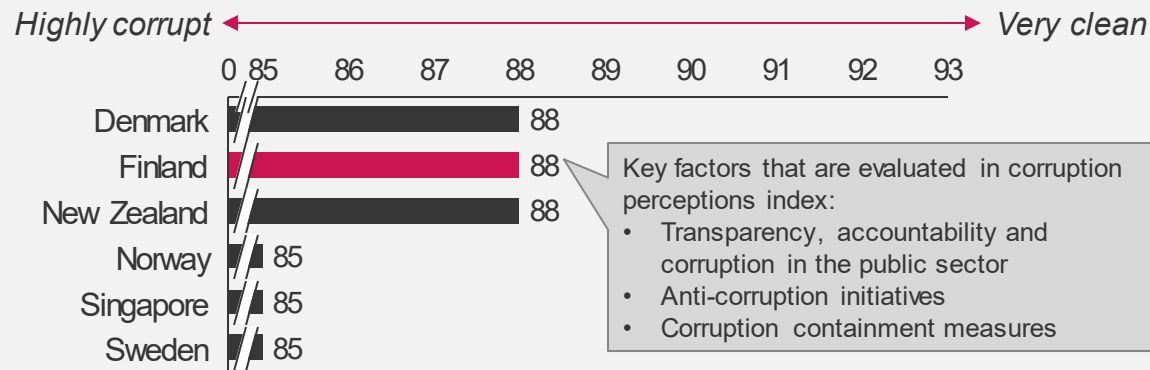 Highly corrupt
Very clean
0 85 86 87 88 89 90 91 92 93
Denmark 88
Finland 88
New Zealand 88
Norway 85
Singapore 85
Sweden 85
Key factors that are evaluated in corruption
perceptions index:
• Transparency, accountability and
corruption in the public sector
• Anti-corruption initiatives
• Corruption containment measures